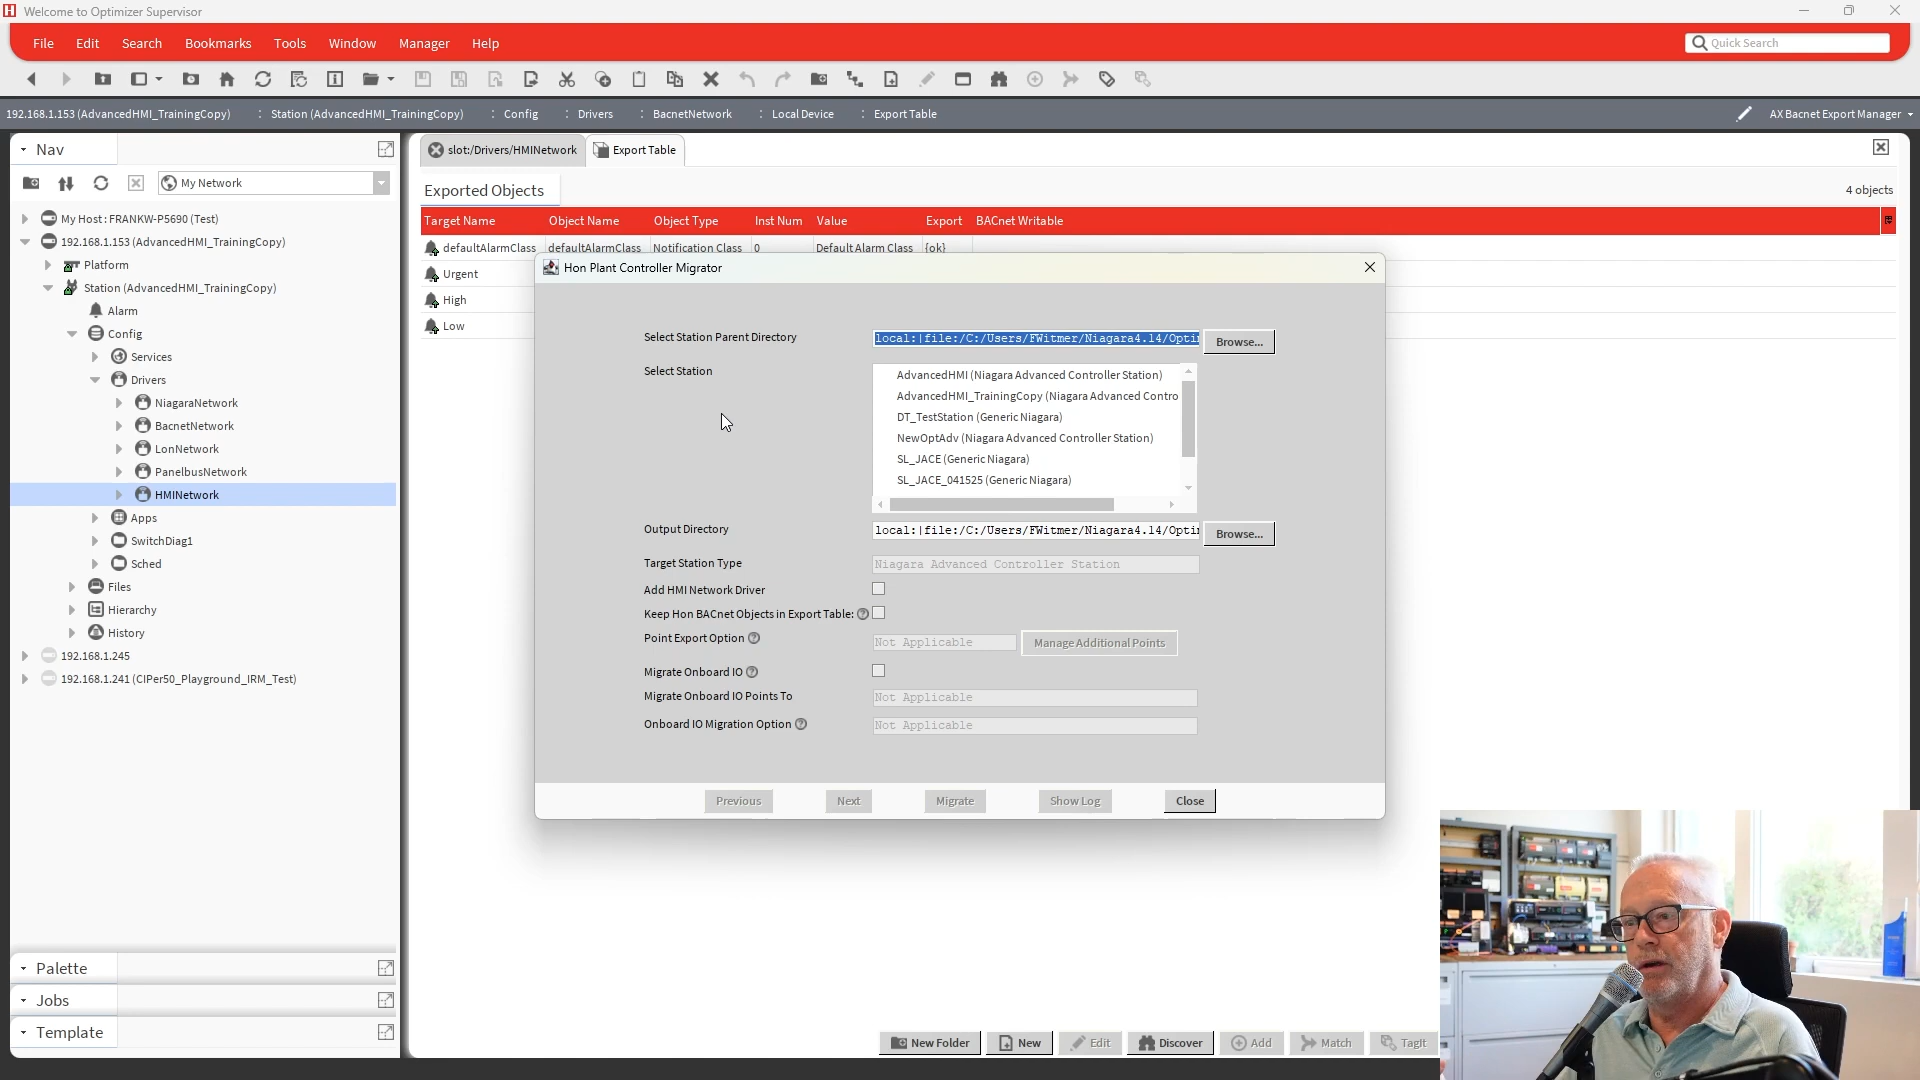 Welcome to Optimizer Supervisor
File Edit Search Bookmarks Tools Window Manager Help
Quick Search
192.168.1.153 (AdvancedHMI_TrainingCopy) : Station (AdvancedHMI_TrainingCopy) : Config : Drivers : BacnetNetwork : Local Device : Export Table
AX Bacnet Export Manager
Nav
My Network
My Host : FRANKW-P5690 (Test)
192.168.1.153 (AdvancedHMI_TrainingCopy)
Platform
Station (AdvancedHMI_TrainingCopy)
Alarm
Config
Services
Drivers
NiagaraNetwork
BacnetNetwork
LonNetwork
PanelbusNetwork
HMINetwork
Apps
SwitchDiag1
Sched
Files
Hierarchy
History
192.168.1.245
192.168.1.241 (CIPer50_Playground_IRM_Test)
Palette
Jobs
Template
slot:/Drivers/HMINetwork
Export Table
Exported Objects
4 objects
Target Name Object Name Object Type Inst Num Value Export BACnet Writable
defaultAlarmClass defaultAlarmClass Notification Class 0 Default Alarm Class {ok}
Urgent
High
Low
Hon Plant Controller Migrator
Select Station Parent Directory
local:|file:/C:/Users/FWitmer/Niagara4.14/Opti
Browse...
Select Station
AdvancedHMI (Niagara Advanced Controller Station)
AdvancedHMI_TrainingCopy (Niagara Advanced Contro
DT_TestStation (Generic Niagara)
NewOptAdv (Niagara Advanced Controller Station)
SL_JACE (Generic Niagara)
SL_JACE_041525 (Generic Niagara)
Output Directory
local:|file:/C:/Users/FWitmer/Niagara4.14/Opti
Browse...
Target Station Type
Niagara Advanced Controller Station
Add HMI Network Driver
Keep Hon BACnet Objects in Export Table:
Point Export Option
Not Applicable
Manage Additional Points
Migrate Onboard IO
Migrate Onboard IO Points To
Not Applicable
Onboard IO Migration Option
Not Applicable
Previous Next Migrate Show Log Close
New Folder New Edit Discover Add Match TagIt